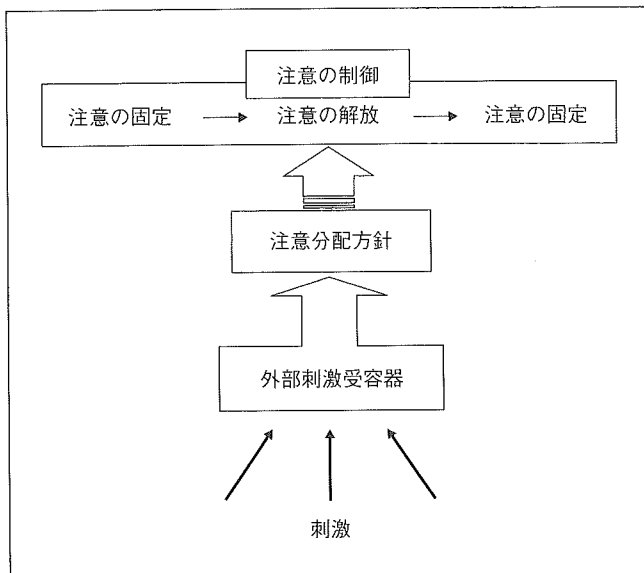 注意の制御
注意の固定 → 注意の解放 → 注意の固定
注意分配方針
外部刺激受容器
刺激